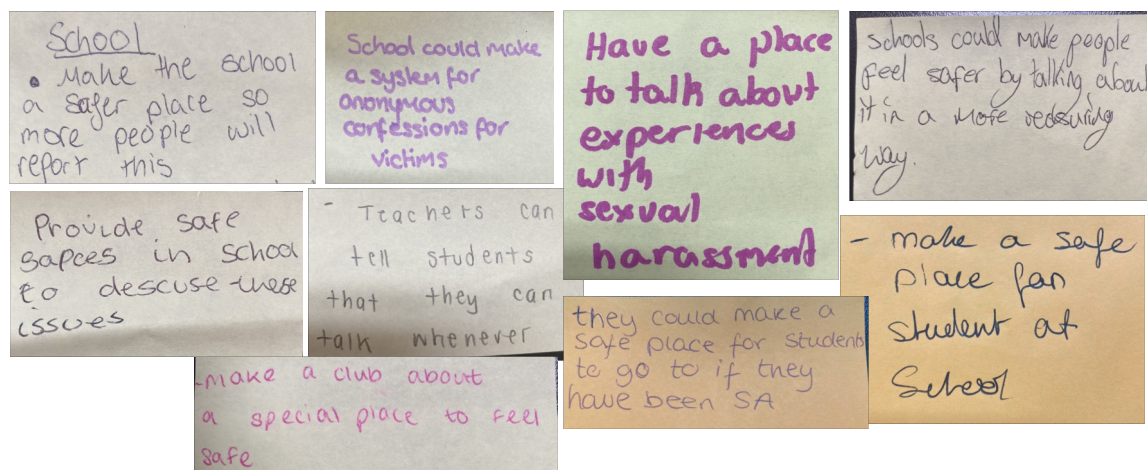 School
• Make the school
a safer place so
more people will
report this
School could make
a system for
anonymous
confessions for
victims
Have a place
to talk about
experiences
with
sexual
harassment
schools could make people
feel safer by talking about
it in a more redsuring
way.
Provide safe
sapces in school
to descuse these
issues
- Teachers can
tell students
that they can
talk whenever
- make a safe
place for
student at
School
they could make a
safe place for students
to go to if they
have been SA
-make a club about
a special place to feel
safe